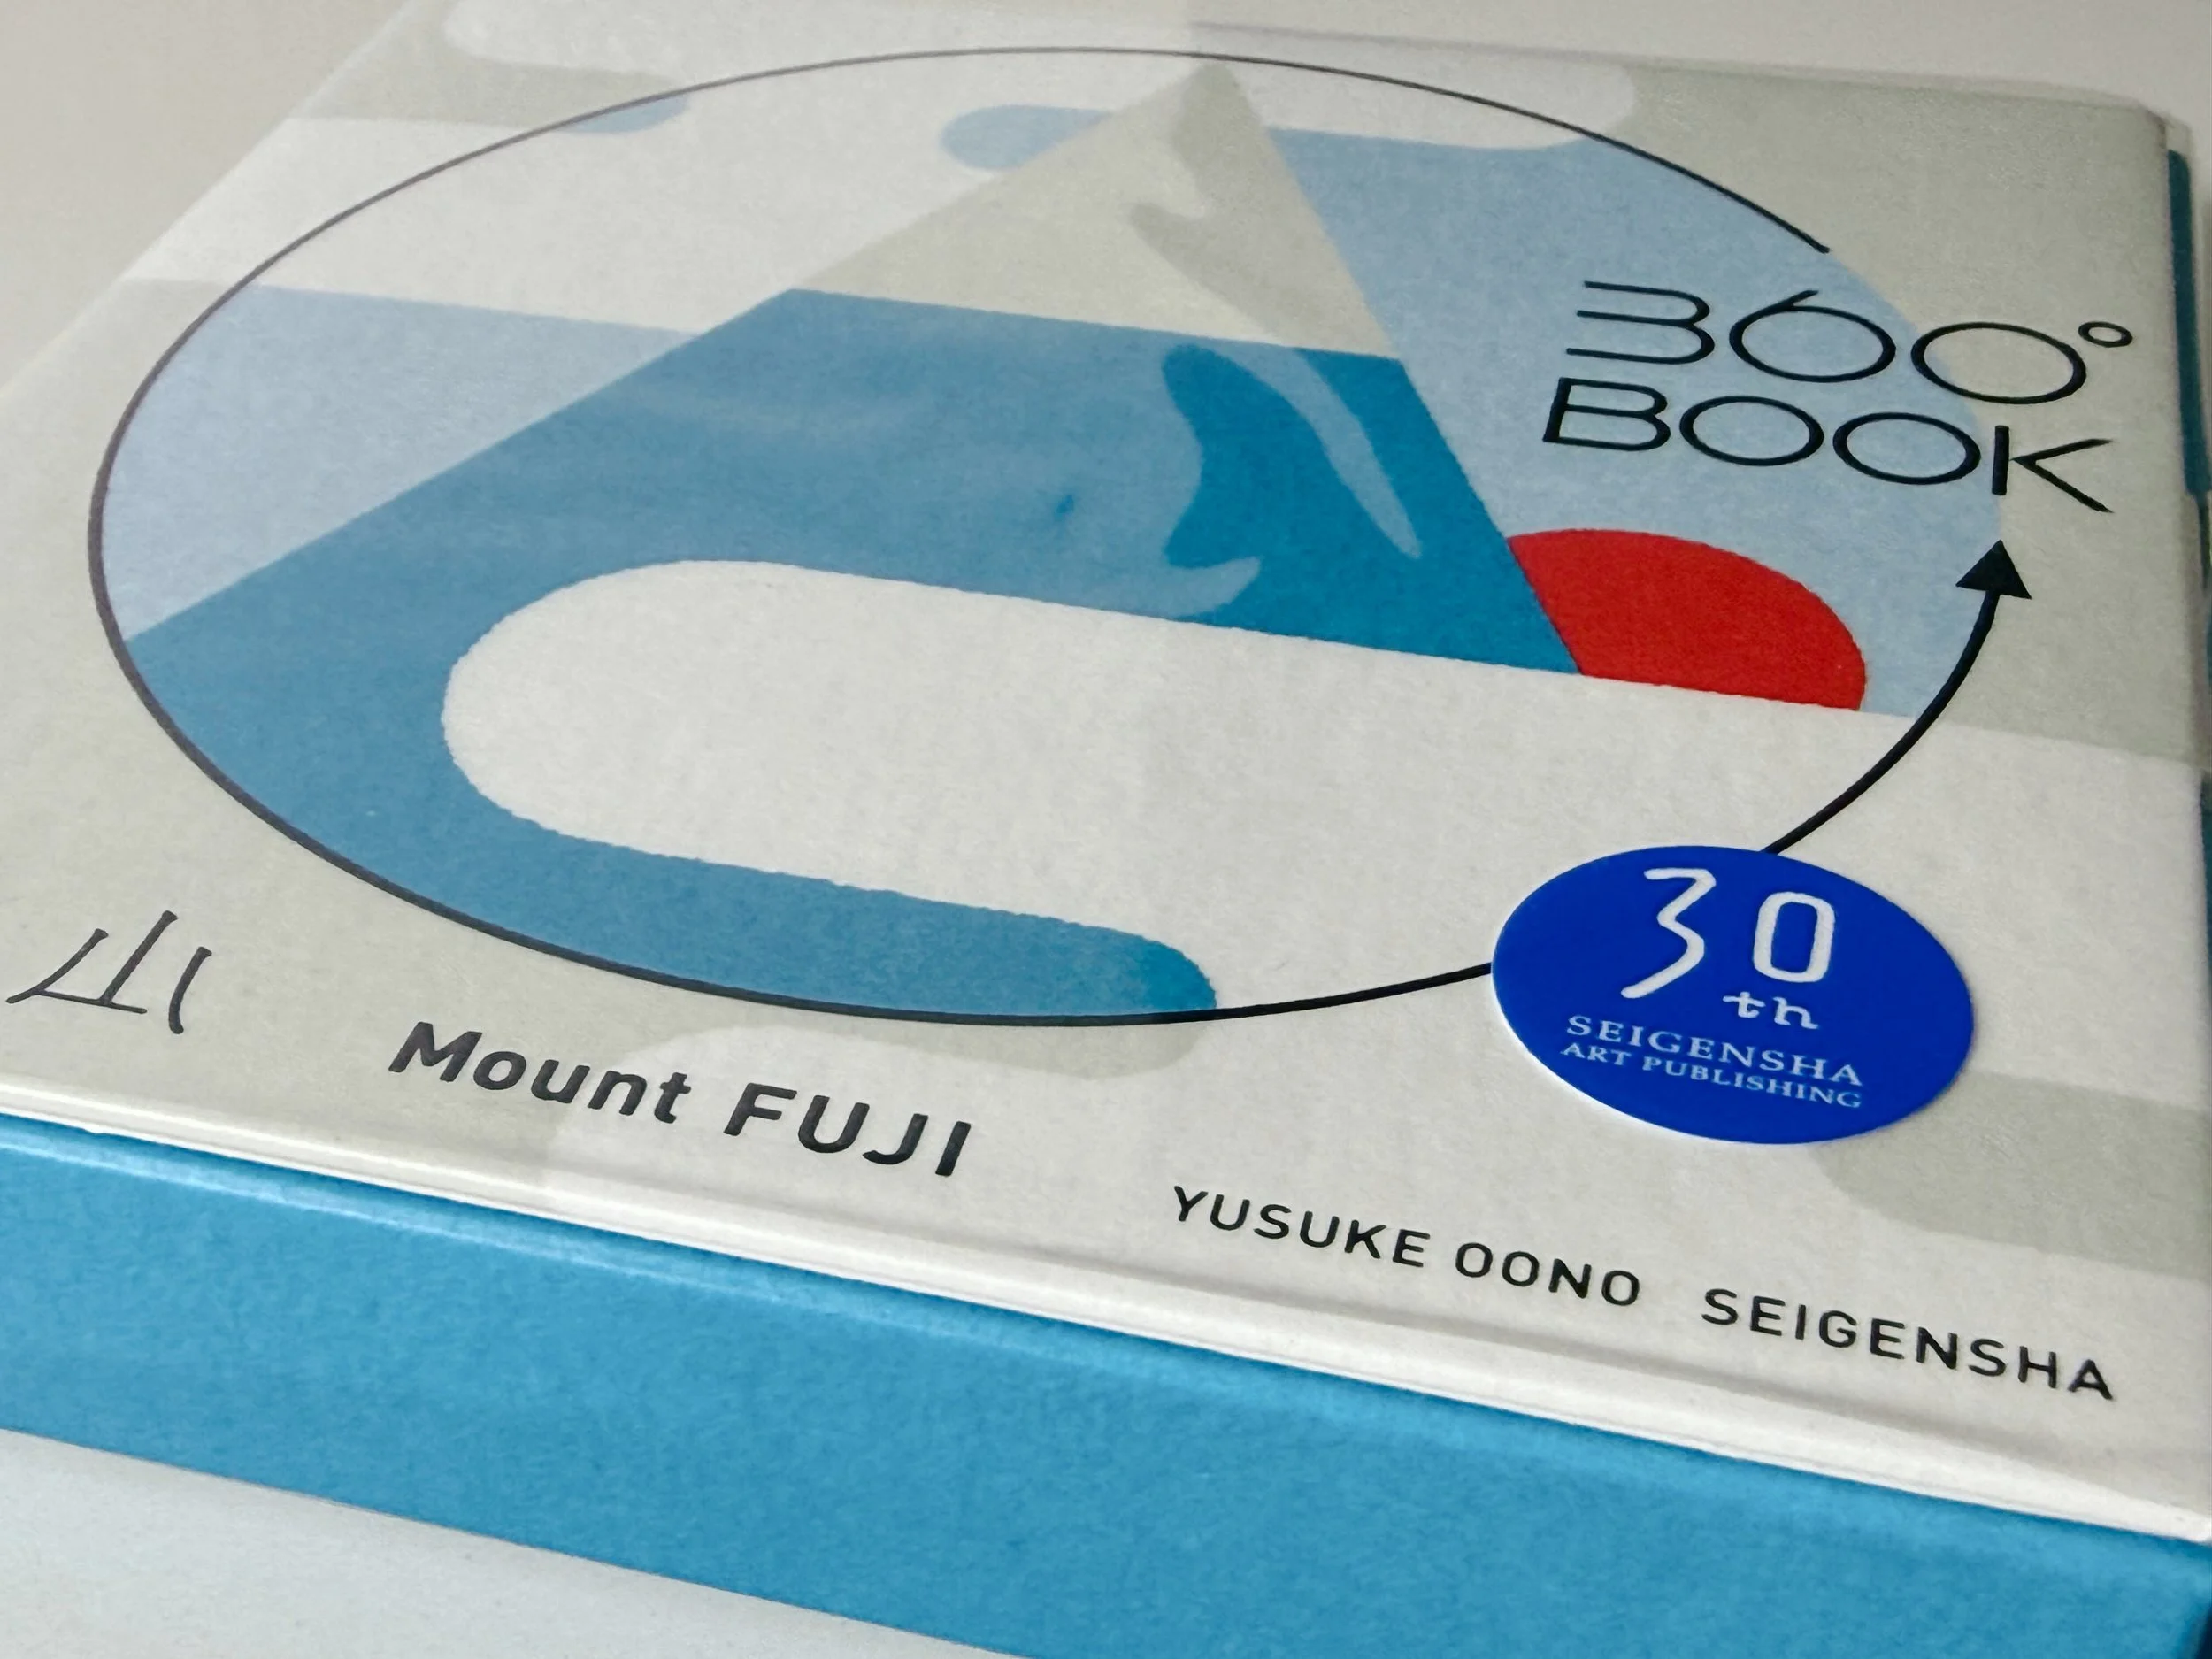 360°
BOOK
30
th
SEIGENSHA
ART PUBLISHING
山
Mount FUJI
YUSUKE OONO SEIGENSHA